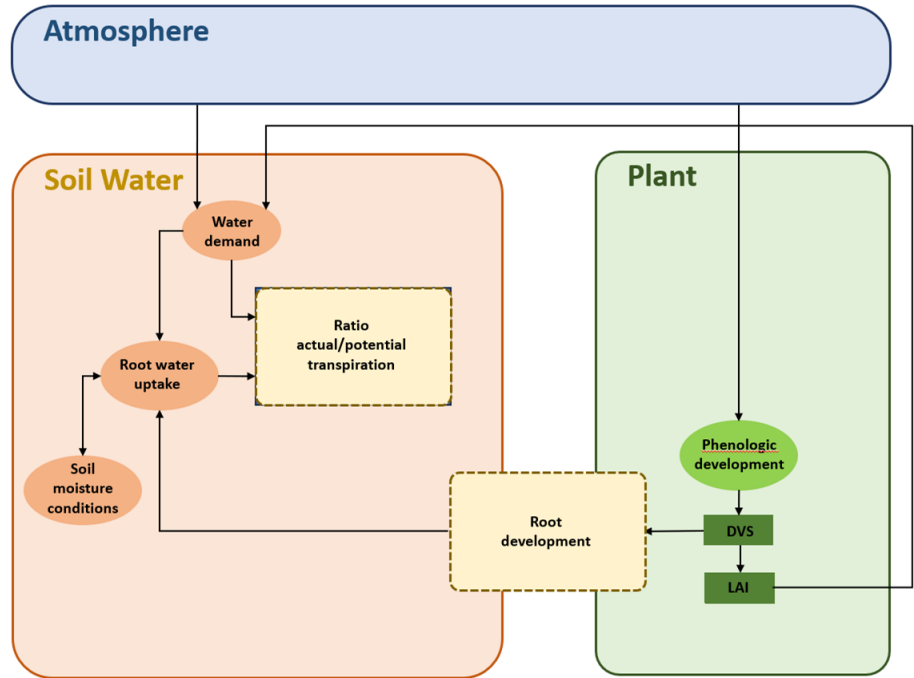 Atmosphere
Soil Water
Plant
Water
demand
Ratio
actual/potential
transpiration
Root water
uptake
Phenologic
development
Soil
moisture
conditions
Root
development
DVS
LAI